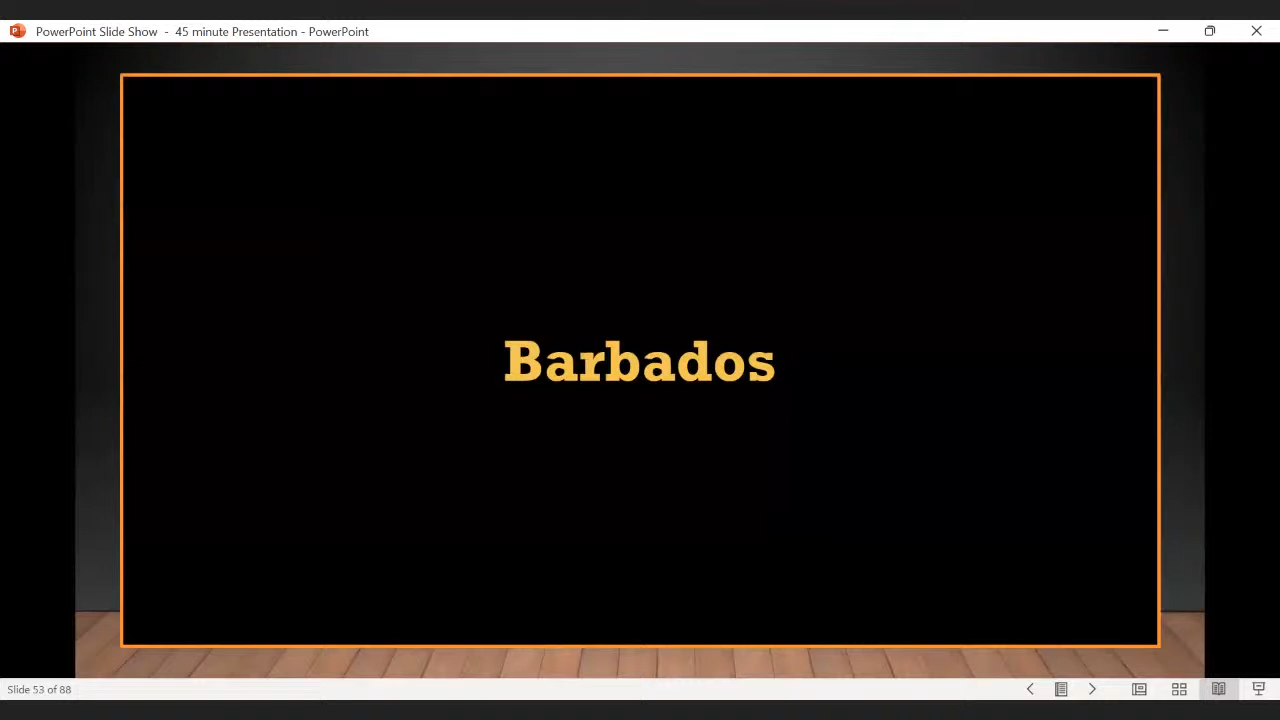 PowerPoint Slide Show - 45 minute Presentation - PowerPoint
Barbados
Slide 53 of 88